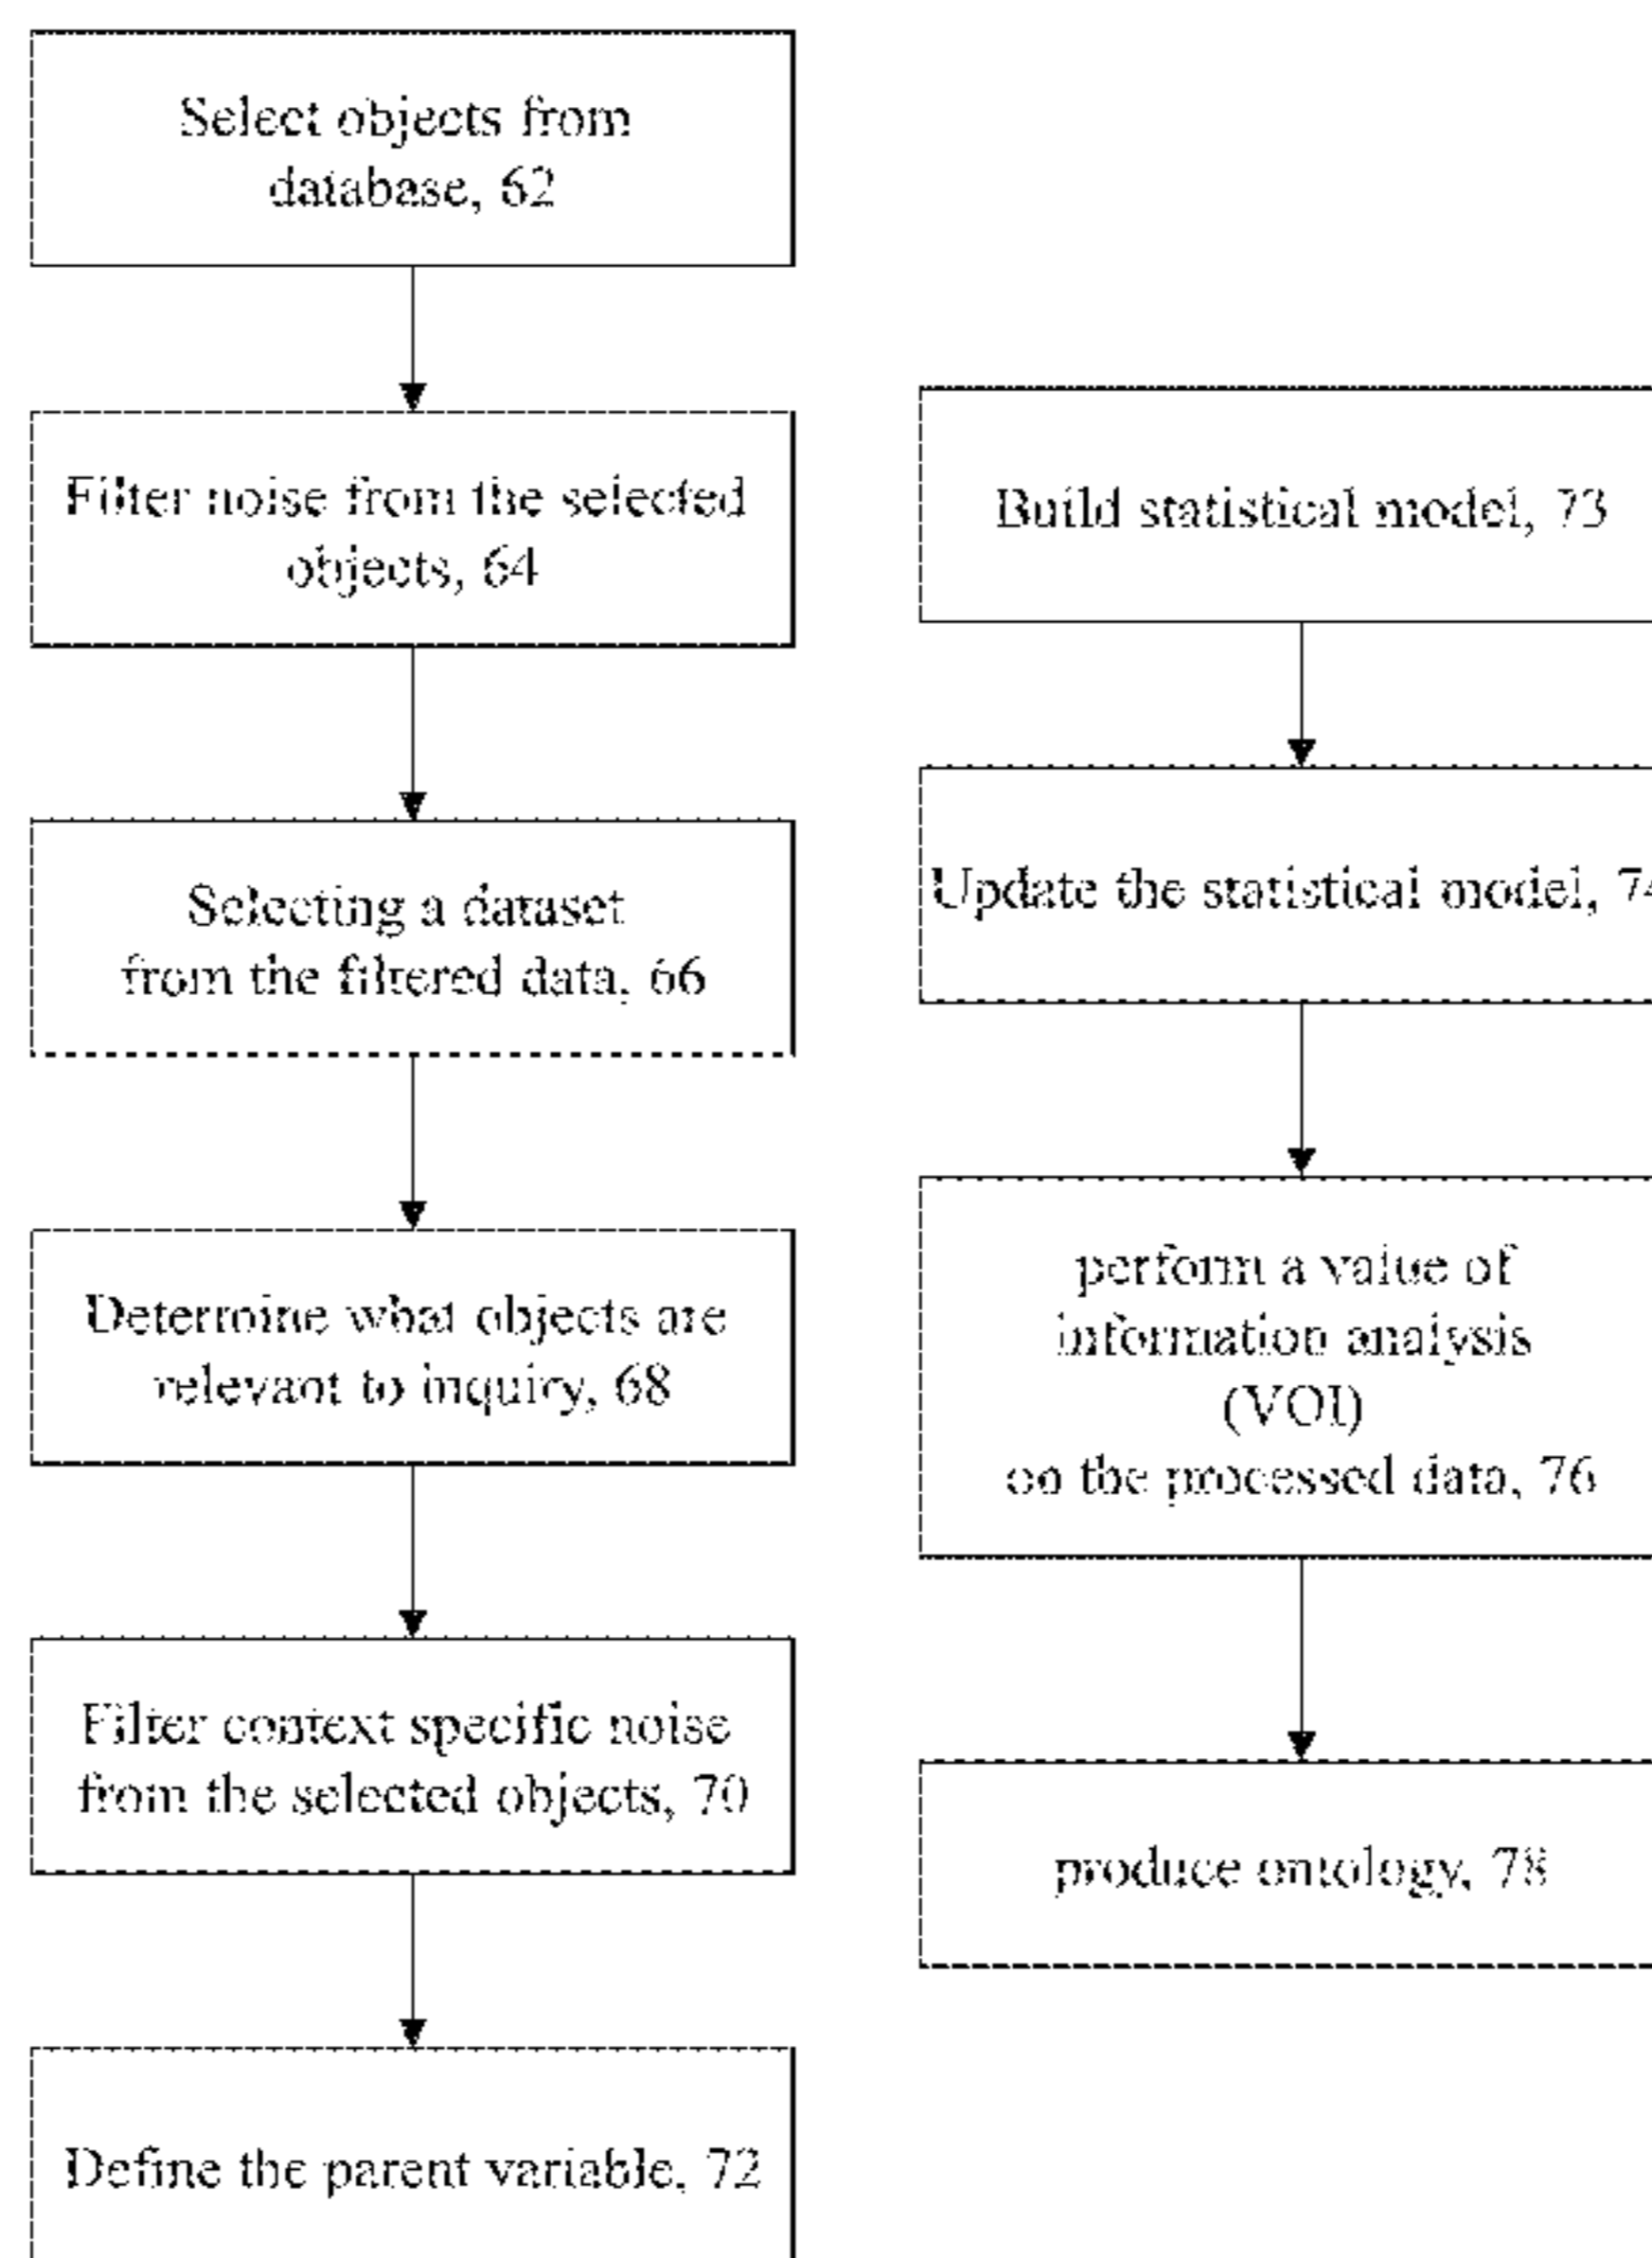 Select objects from
database, 62
Filter noise from the selected
objects, 64
Selecting a dataset
from the filtered data, 66
Determine what objects are
relevant to inquiry, 68
Filter context specific noise
from the selected objects, 70
Define the parent variable, 72
Build statistical model, 73
Update the statistical model,
perform a value of
information analysis
(VOI)
on the processed data, 76
produce ontology, 78